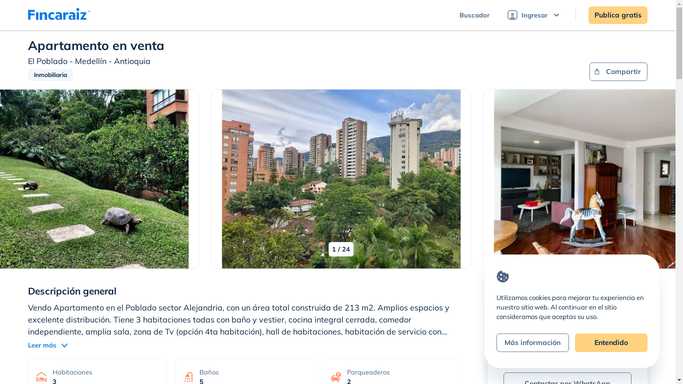 Fincaraiz
Buscador
Ingresar
Publica gratis
Apartamento en venta
El Poblado - Medellín - Antioquia
Inmobiliaria
Compartir
1 / 24
Descripción general
Vendo Apartamento en el Poblado sector Alejandria, con un área total construida de 213 m2. Amplios espacios y
excelente distribución. Tiene 3 habitaciones todas con baño y vestier, cocina integral cerrada, comedor
independiente, amplia sala, zona de Tv (opción 4ta habitación), hall de habitaciones, habitación de servicio con...
Leer más
Habitaciones
3
Baños
5
Parqueaderos
2
Utilizamos cookies para mejorar tu experiencia en
nuestro sitio web. Al continuar en el sitio
consideramos que aceptas su uso.
Más información
Entendido
Contactar por WhatsApp